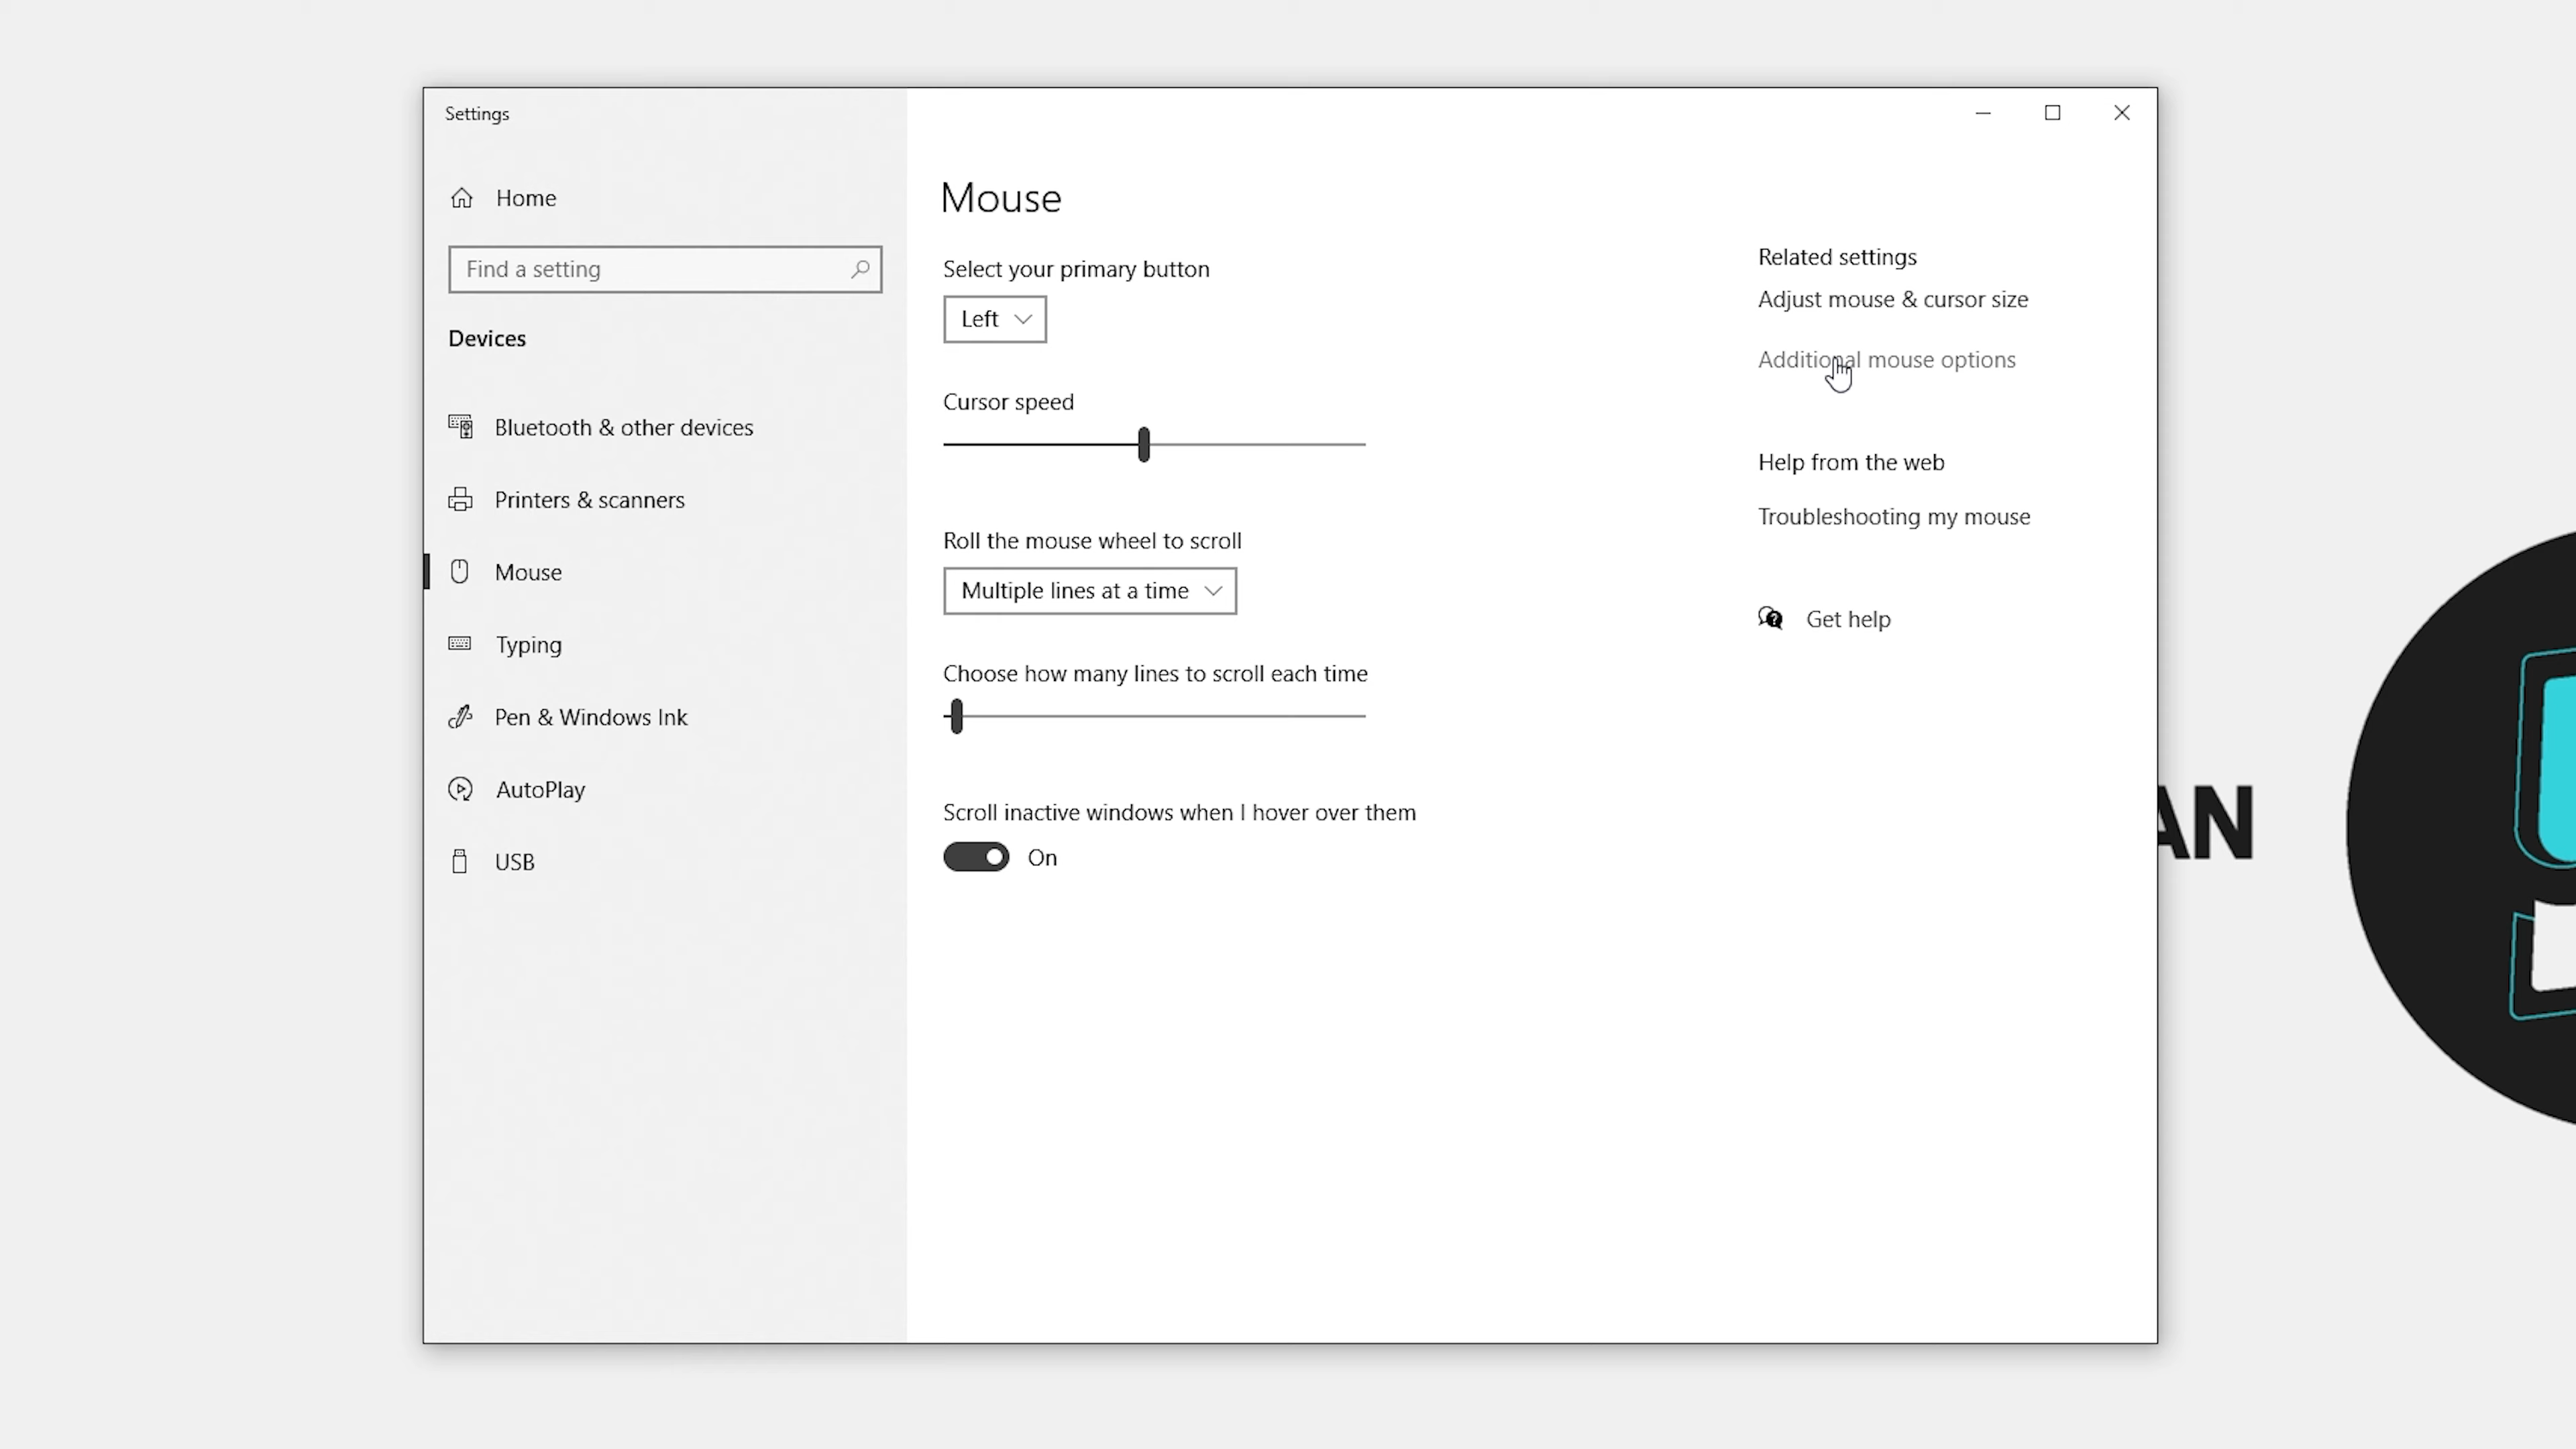 Settings
Home
Find a setting
Devices
Bluetooth & other devices
Printers & scanners
Mouse
Typing
Pen & Windows Ink
AutoPlay
USB
Mouse
Select your primary button
Left
Cursor speed
Roll the mouse wheel to scroll
Multiple lines at a time
Choose how many lines to scroll each time
Scroll inactive windows when I hover over them
On
Related settings
Adjust mouse & cursor size
Additional mouse options
Help from the web
Troubleshooting my mouse
Get help
AN